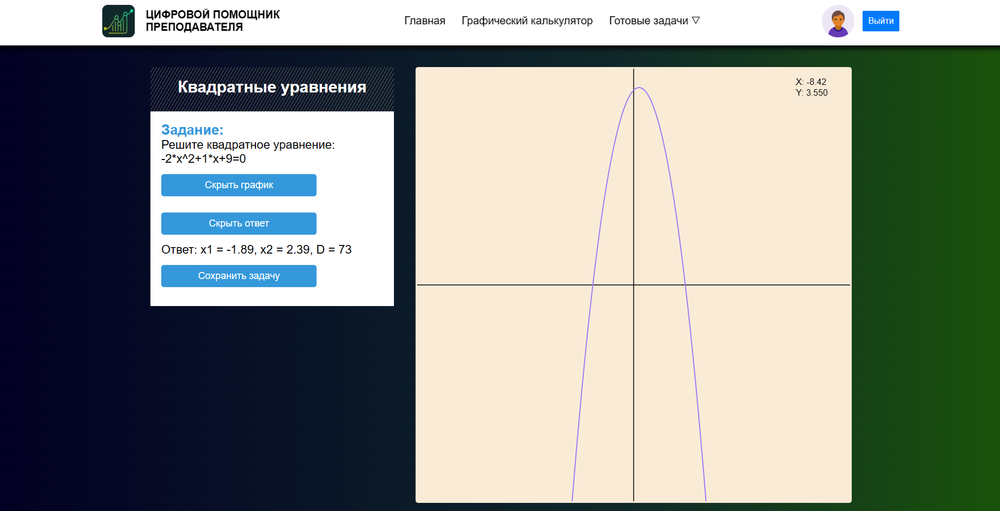 ЦИФРОВОЙ ПОМОЩНИК
ПРЕПОДАВАТЕЛЯ
Главная
Графический калькулятор
Готовые задачи ▽
Выйти
Квадратные уравнения
Задание:
Решите квадратное уравнение:
-2*x^2+1*x+9=0
Скрыть график
Скрыть ответ
Ответ: x1 = -1.89, x2 = 2.39, D = 73
Сохранить задачу
X: -8.42
Y: 3.550